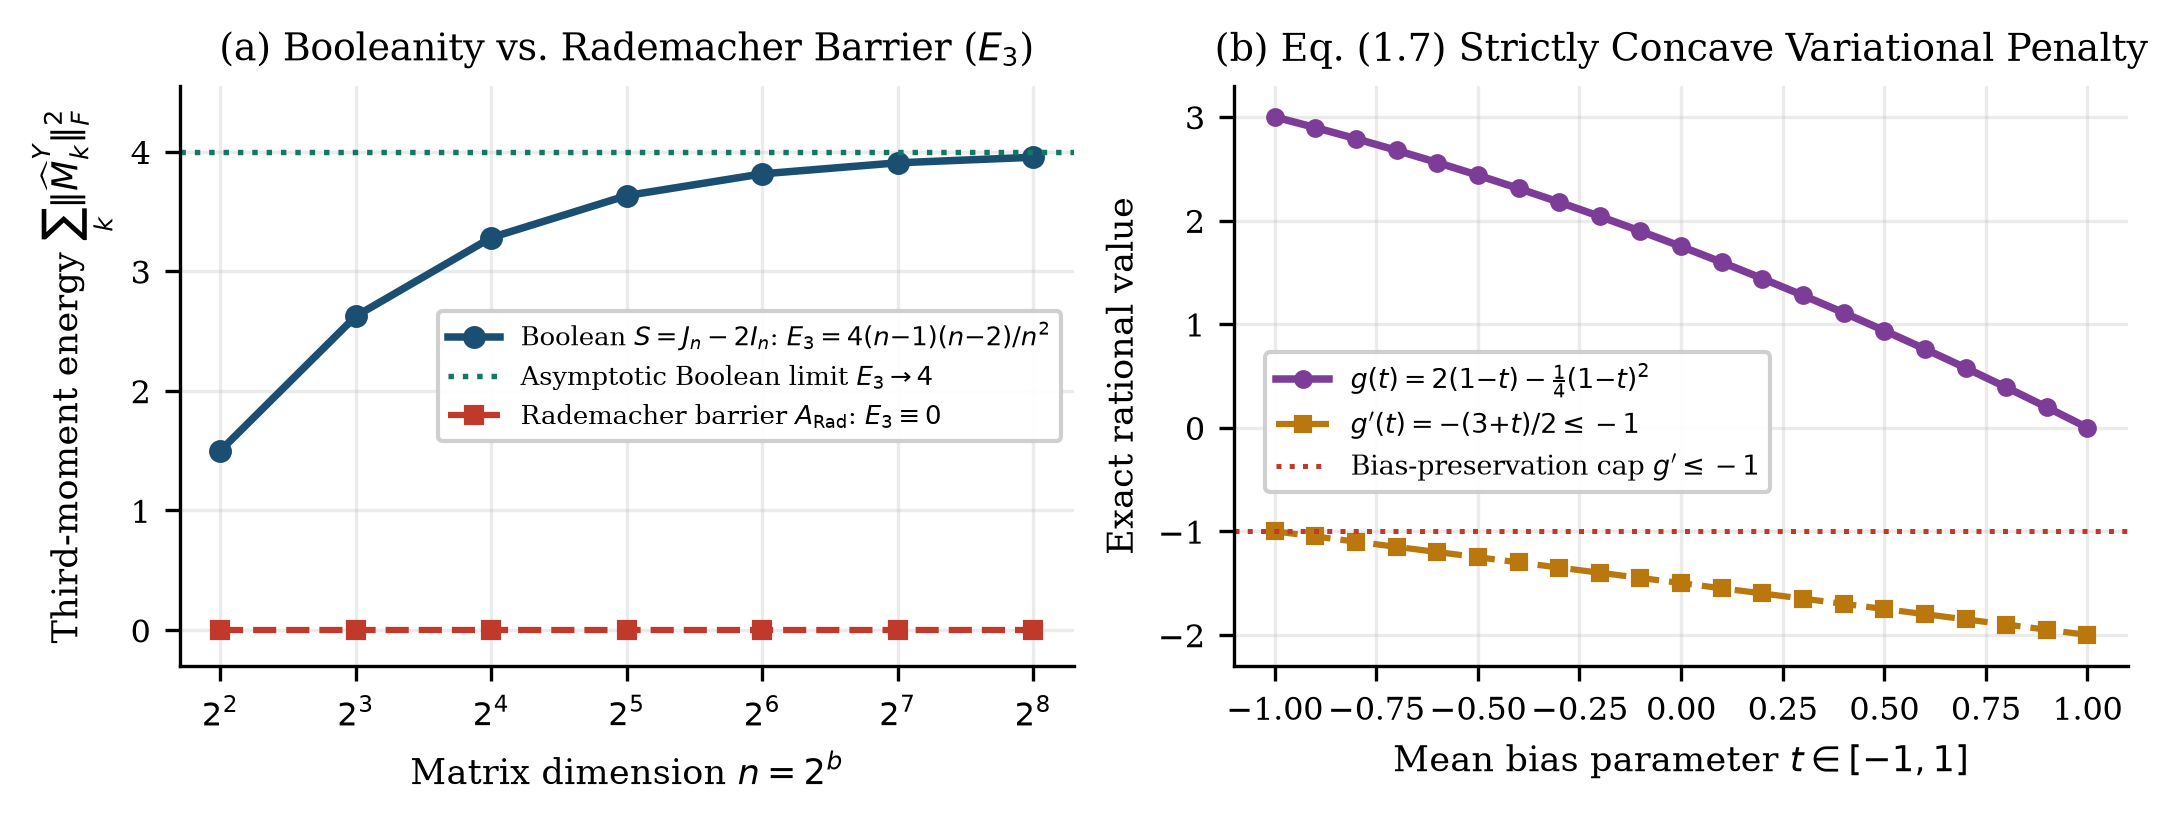 (a) Booleanity vs. Rademacher Barrier (E₃)
Third-moment energy ∑ₖ‖M̂ₖʸ‖²_F
4
3
2
1
0
Boolean S = Jₙ − 2Iₙ: E₃ = 4(n−1)(n−2)/n²
Asymptotic Boolean limit E₃ → 4
Rademacher barrier A_Rad: E₃ ≡ 0
2² 2³ 2⁴ 2⁵ 2⁶ 2⁷ 2⁸
Matrix dimension n = 2ᵇ
(b) Eq. (1.7) Strictly Concave Variational Penalty
Exact rational value
3
2
1
0
−1
−2
g(t) = 2(1−t) − ¼(1−t)²
g′(t) = −(3+t)/2 ≤ −1
Bias-preservation cap g′ ≤ −1
−1.00 −0.75 −0.50 −0.25 0.00 0.25 0.50 0.75 1.00
Mean bias parameter t ∈ [−1, 1]